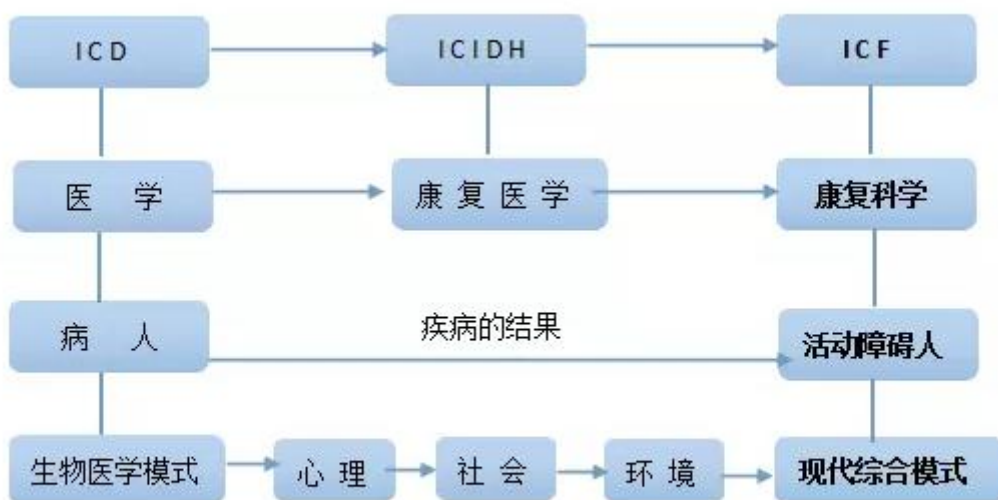 ICD
ICIDH
ICF
医 学
康复医学
康复科学
疾病的结果
病 人
活动障碍人
生物医学模式
心理
社会
环境
现代综合模式